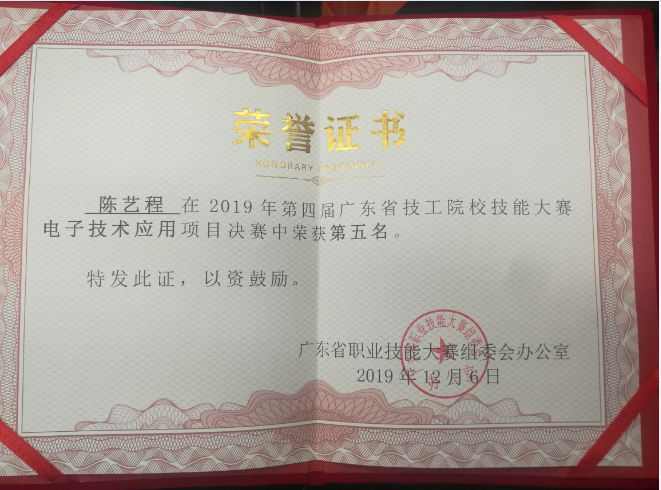 荣誉证书
HONORARY
陈艺程 在 2019 年第四届广东省技工院校技能大赛
电子技术应用项目决赛中荣获第五名。
特发此证，以资鼓励。
广东省职业技能大赛组委会办公室
2019 年 12 月 6 日